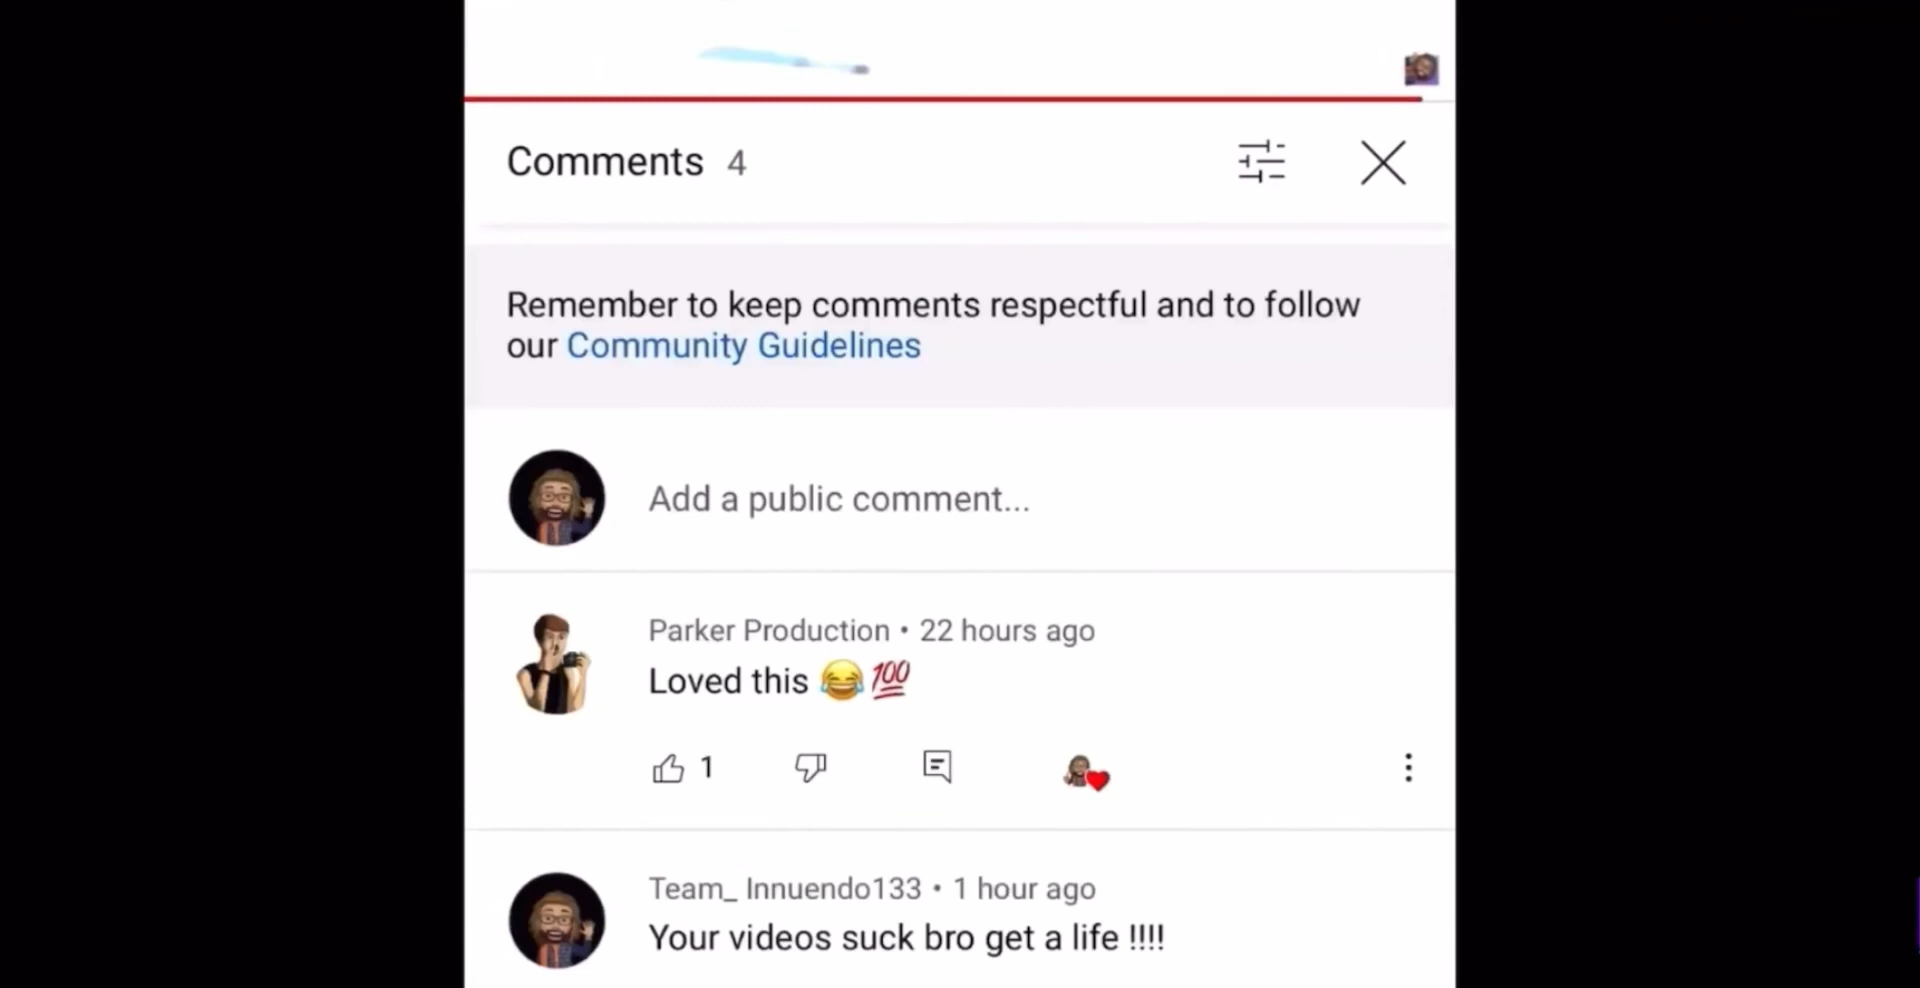 Comments 4
Remember to keep comments respectful and to follow
our Community Guidelines
Add a public comment...
Parker Production • 22 hours ago
Loved this 😂💯
1
Team_ Innuendo133 • 1 hour ago
Your videos suck bro get a life !!!!